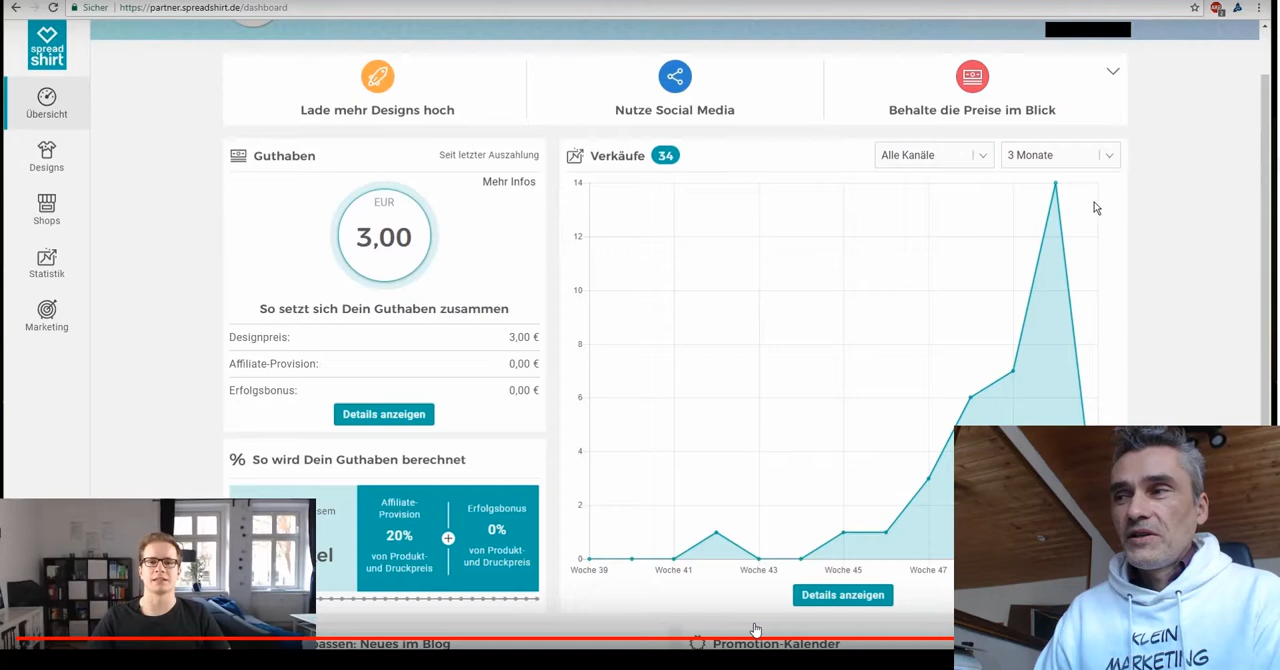 Sicher
https://partner.spreadshirt.de/dashboard
spread
shirt
Übersicht
Designs
Shops
Statistik
Marketing
Lade mehr Designs hoch
Nutze Social Media
Behalte die Preise im Blick
Guthaben
Seit letzter Auszahlung
Mehr Infos
EUR
3,00
So setzt sich Dein Guthaben zusammen
Designpreis: 3,00 €
Affiliate-Provision: 0,00 €
Erfolgsbonus: 0,00 €
Details anzeigen
So wird Dein Guthaben berechnet
Affiliate-
Provision
20%
von Produkt-
und Druckpreis
Erfolgsbonus
0%
von Produkt-
und Druckpreis
Verkäufe 34
Alle Kanäle
3 Monate
14
12
10
8
6
4
2
0
Woche 39
Woche 41
Woche 43
Woche 45
Woche 47
Details anzeigen
Neues im Blog
Promotion-Kalender
KLEIN
MARKETING